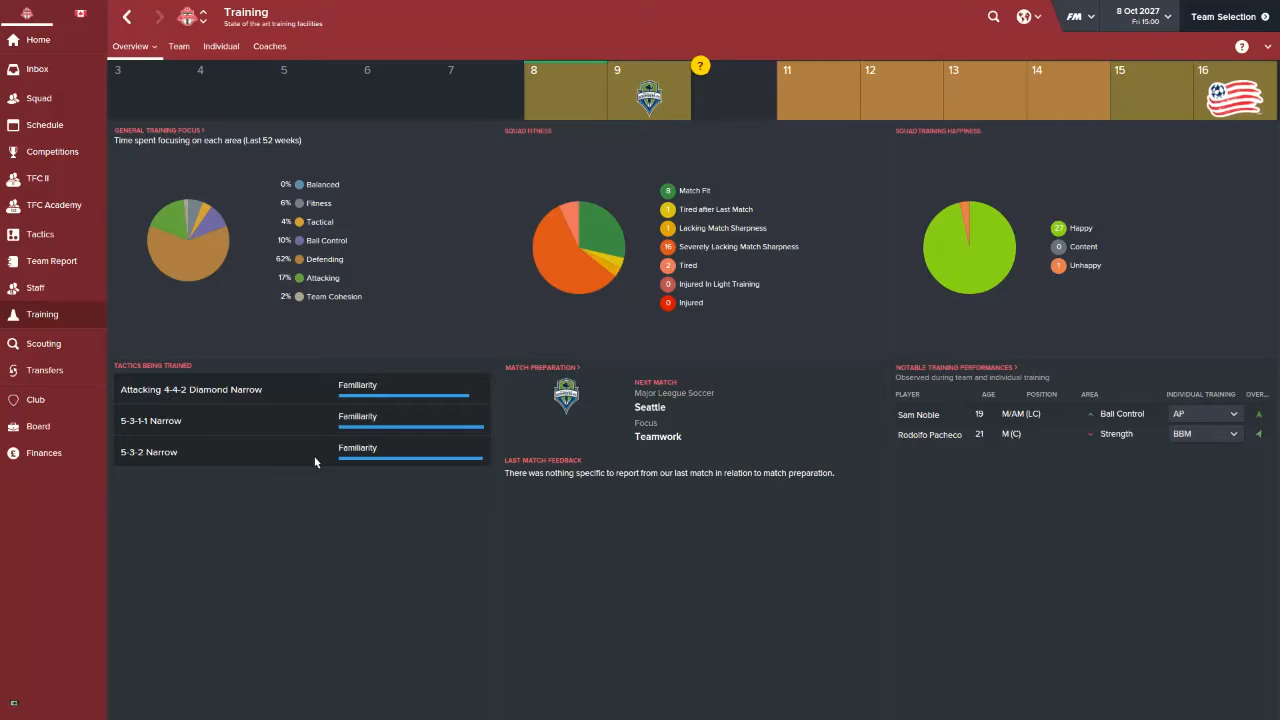 Training
State of the art training facilities
FM
8 Oct 2027
Fri 15:00
Team Selection
Home
Overview
Team
Individual
Coaches
?
Inbox
Squad
Schedule
Competitions
TFC II
TFC Academy
Tactics
Team Report
Staff
Training
Scouting
Transfers
Club
Board
Finances
3
4
5
6
7
8
9
?
11
12
13
14
15
16
GENERAL TRAINING FOCUS >
Time spent focusing on each area (Last 52 weeks)
0% Balanced
6% Fitness
4% Tactical
10% Ball Control
62% Defending
17% Attacking
2% Team Cohesion
SQUAD FITNESS
8 Match Fit
1 Tired after Last Match
1 Lacking Match Sharpness
16 Severely Lacking Match Sharpness
2 Tired
0 Injured In Light Training
0 Injured
SQUAD TRAINING HAPPINESS
27 Happy
0 Content
1 Unhappy
TACTICS BEING TRAINED
Attacking 4-4-2 Diamond Narrow Familiarity
5-3-1-1 Narrow Familiarity
5-3-2 Narrow Familiarity
MATCH PREPARATION >
NEXT MATCH
Major League Soccer
Seattle
Focus
Teamwork
LAST MATCH FEEDBACK
There was nothing specific to report from our last match in relation to match preparation.
NOTABLE TRAINING PERFORMANCES >
Observed during team and individual training
PLAYER AGE POSITION AREA INDIVIDUAL TRAINING OVER...
Sam Noble 19 M/AM (LC) Ball Control AP
Rodolfo Pacheco 21 M (C) Strength BBM